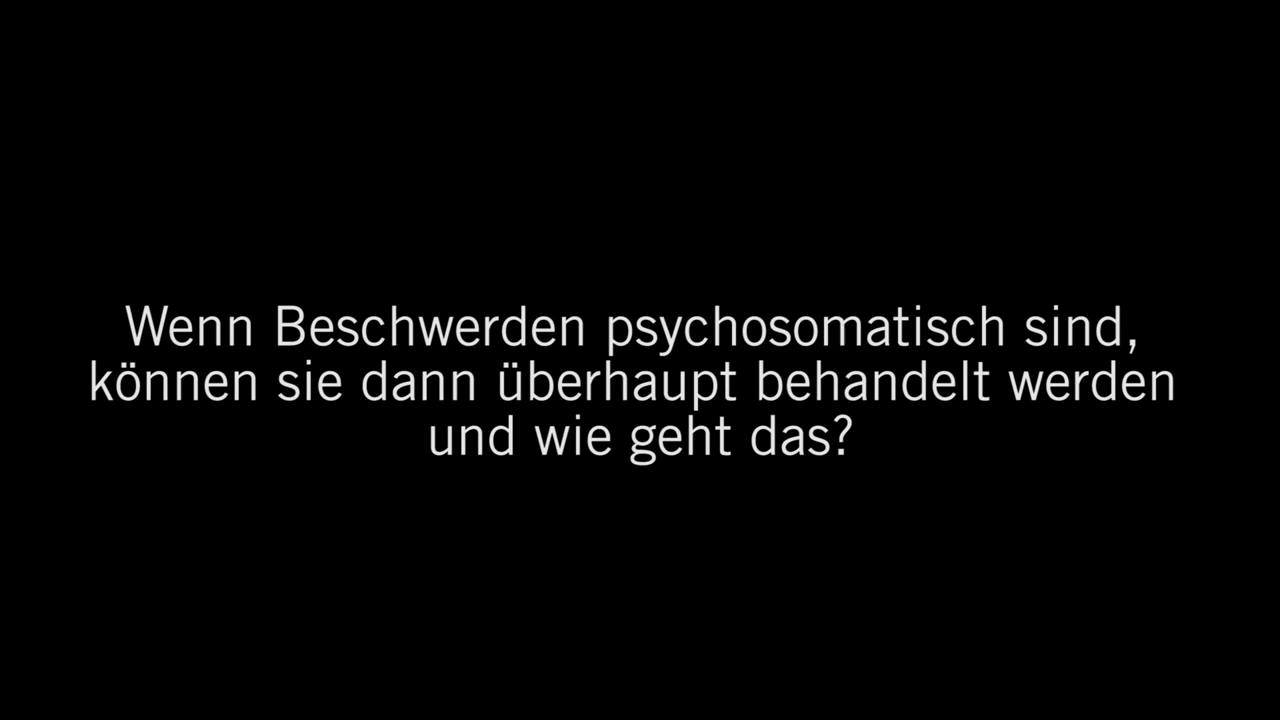 Wenn Beschwerden psychosomatisch sind,
können sie dann überhaupt behandelt werden
und wie geht das?